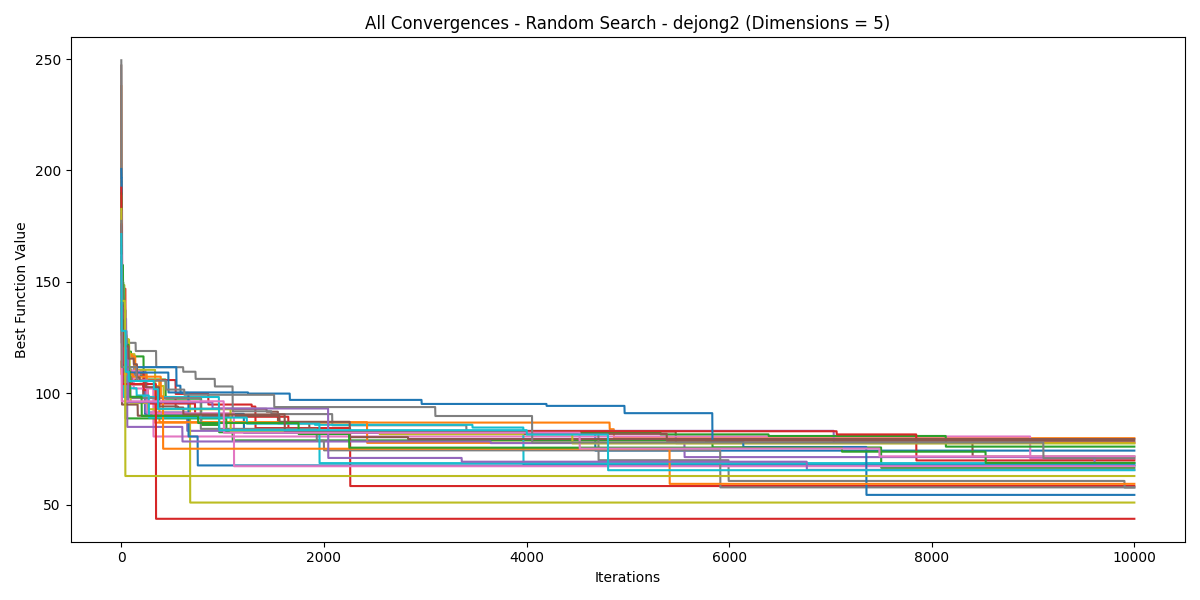 All Convergences - Random Search - dejong2 (Dimensions = 5)
250
200
150
100
50
Best Function Value
0 2000 4000 6000 8000 10000
Iterations